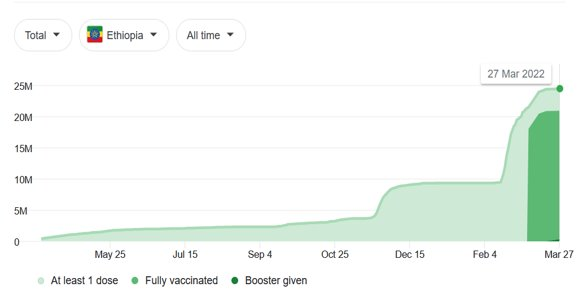 Total Ethiopia All time
27 Mar 2022
25M
20M
15M
10M
5M
0
May 25 Jul 15 Sep 4 Oct 25 Dec 15 Feb 4 Mar 27
At least 1 dose Fully vaccinated Booster given